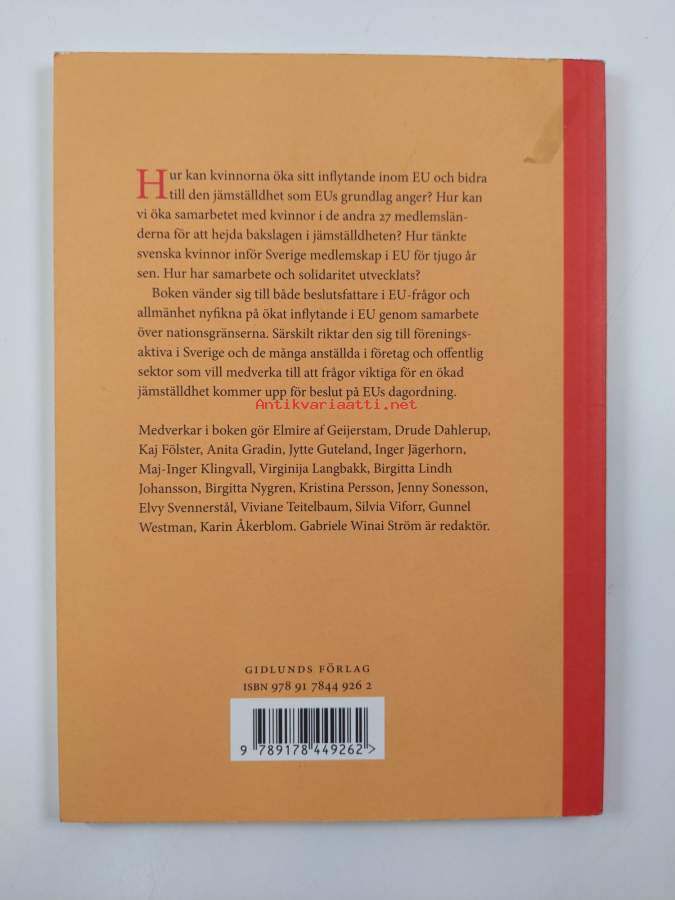 Hur kan kvinnorna öka sitt inflytande inom EU och bidra
till den jämställdhet som EUs grundlag anger? Hur kan
vi öka samarbetet med kvinnor i de andra 27 medlemslän-
derna för att hejda bakslagen i jämställdheten? Hur tänkte
svenska kvinnor inför Sverige medlemskap i EU för tjugo år
sen. Hur har samarbete och solidaritet utvecklats?
Boken vänder sig till både beslutsfattare i EU-frågor och
allmänhet nyfikna på ökat inflytande i EU genom samarbete
över nationsgränserna. Särskilt riktar den sig till förenings-
aktiva i Sverige och de många anställda i företag och offentlig
sektor som vill medverka till att frågor viktiga för en ökad
jämställdhet kommer upp för beslut på EUs dagordning.
Antikvariaatti.net
Medverkar i boken gör Elmire af Geijerstam, Drude Dahlerup,
Kaj Fölster, Anita Gradin, Jytte Guteland, Inger Jägerhorn,
Maj-Inger Klingvall, Virginija Langbakk, Birgitta Lindh
Johansson, Birgitta Nygren, Kristina Persson, Jenny Sonesson,
Elvy Svennerstål, Viviane Teitelbaum, Silvia Viforr, Gunnel
Westman, Karin Åkerblom. Gabriele Winai Ström är redaktör.
GIDLUNDS FÖRLAG
ISBN 978 91 7844 926 2
9 789178 449262>